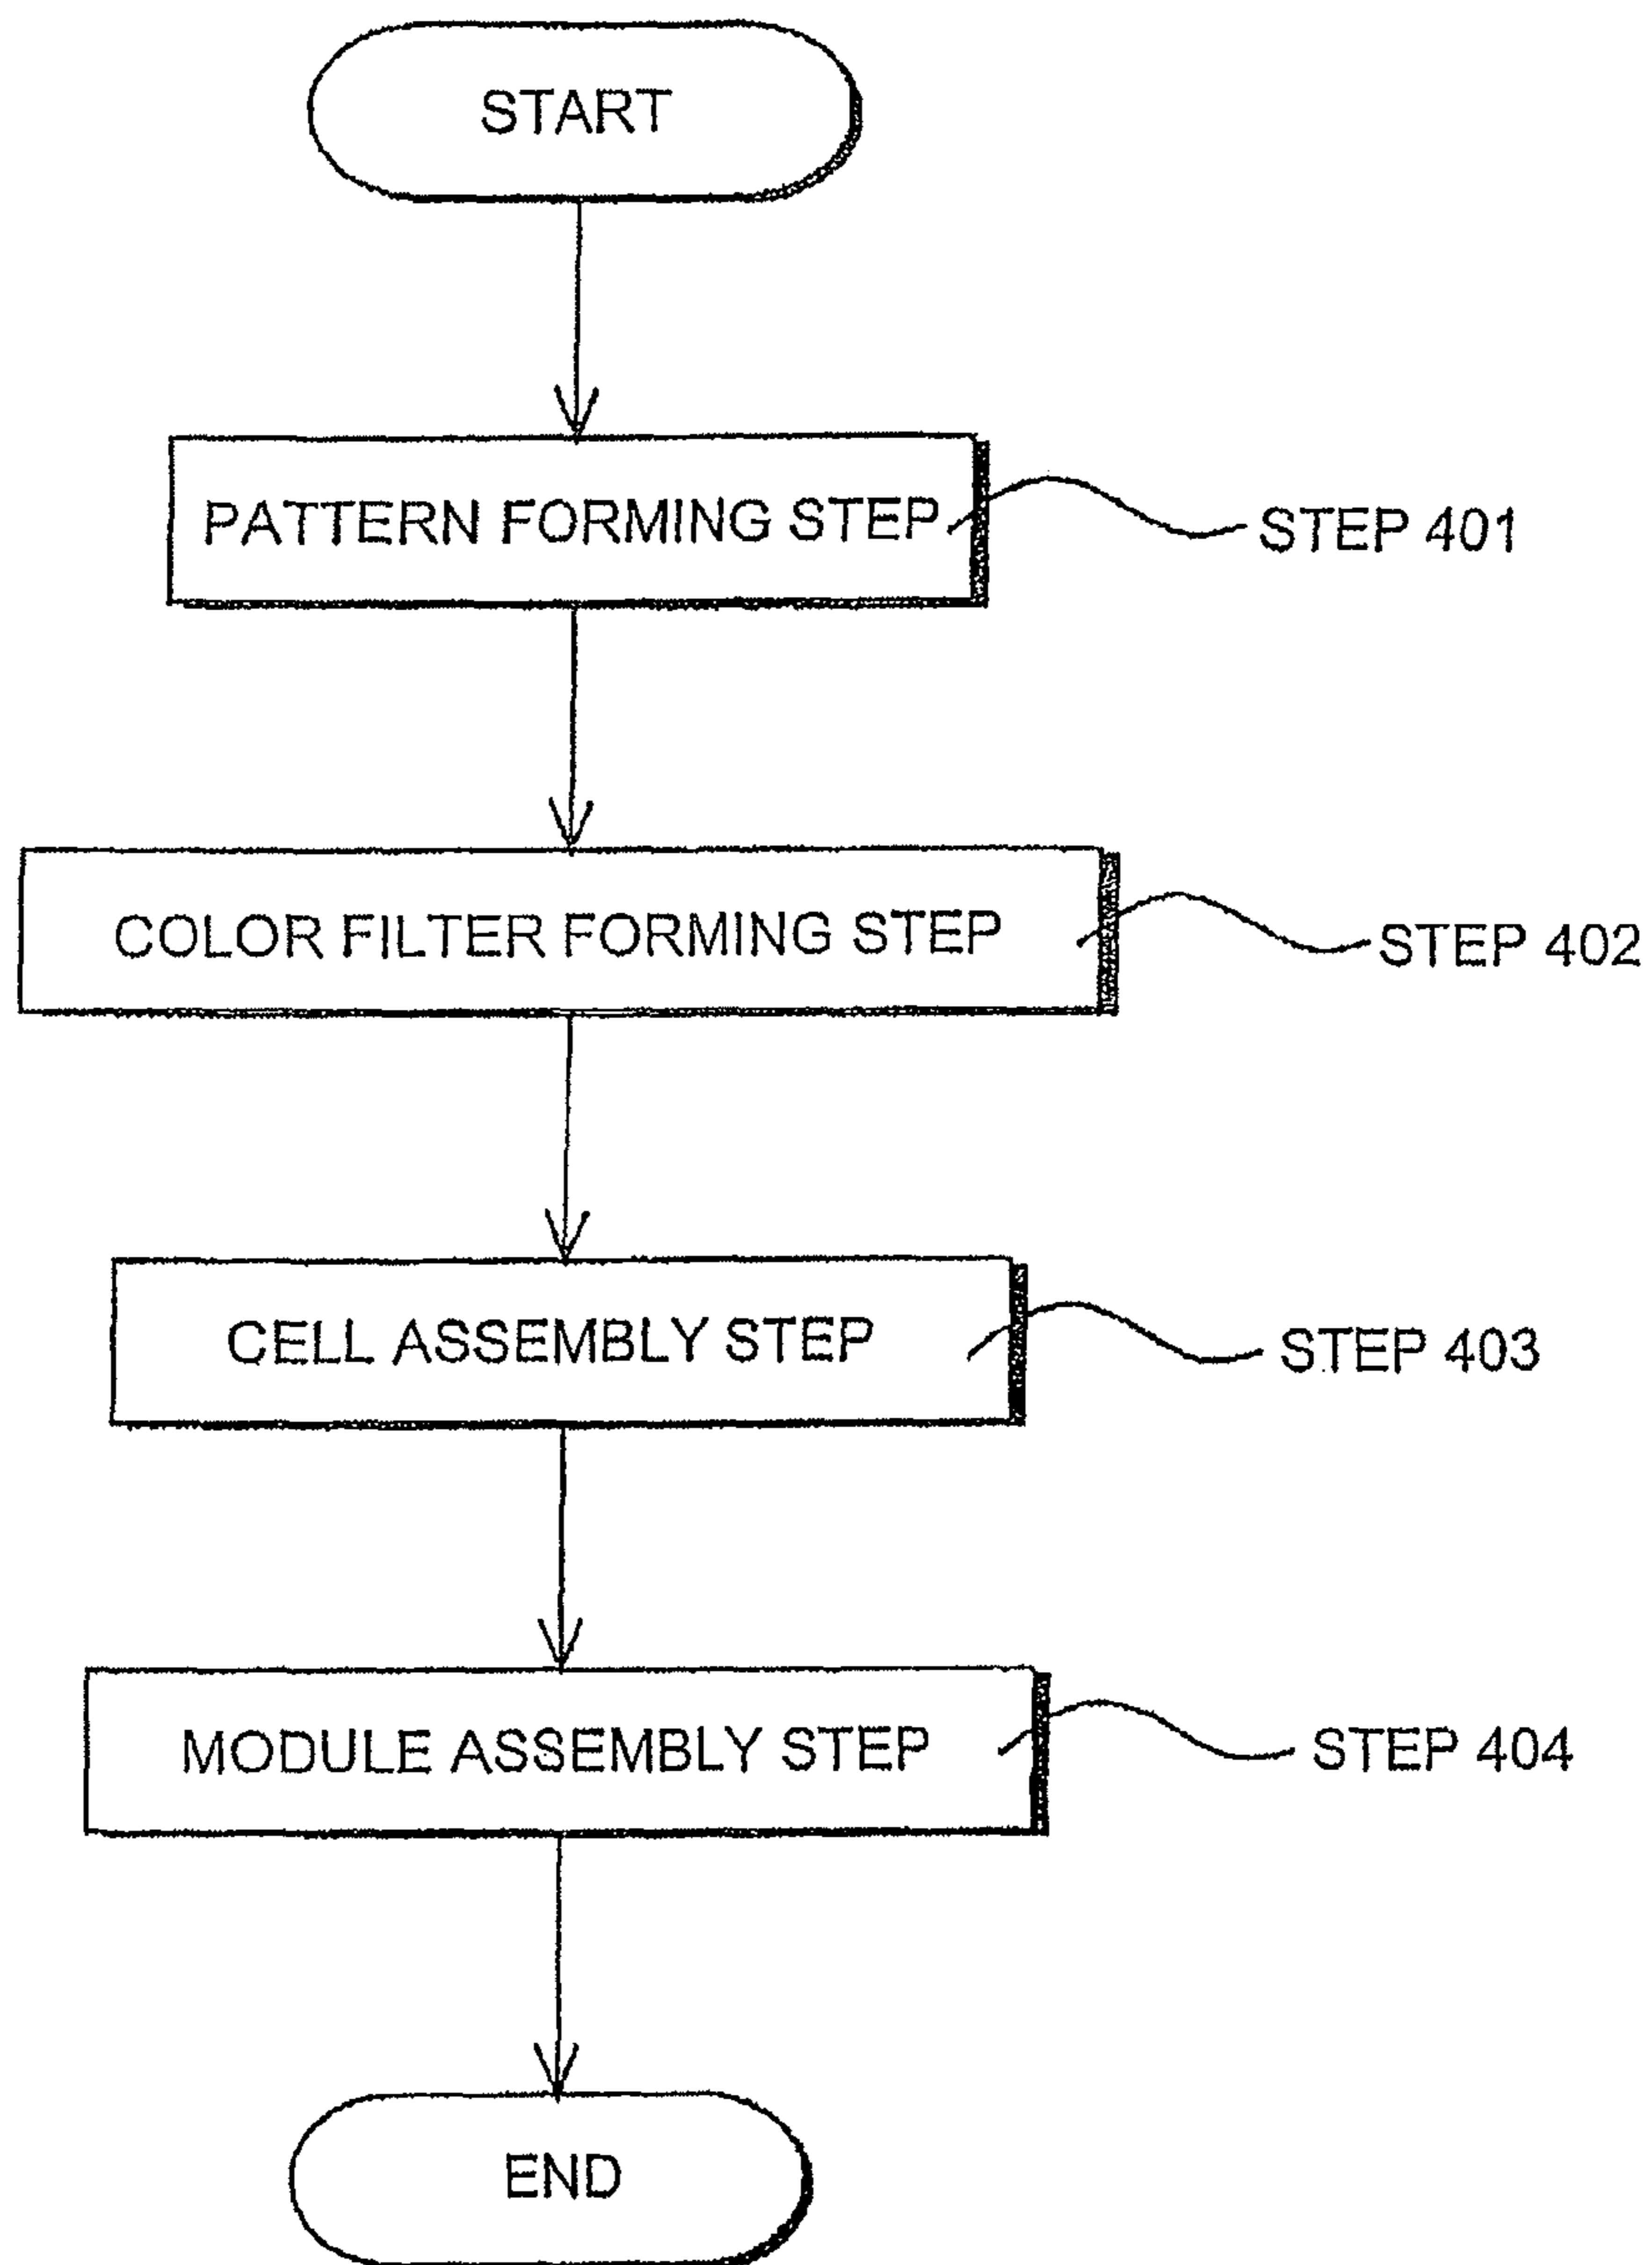 START
PATTERN FORMING STEP
STEP 401
COLOR FILTER FORMING STEP
STEP 402
CELL ASSEMBLY STEP
STEP 403
MODULE ASSEMBLY STEP
STEP 404
END